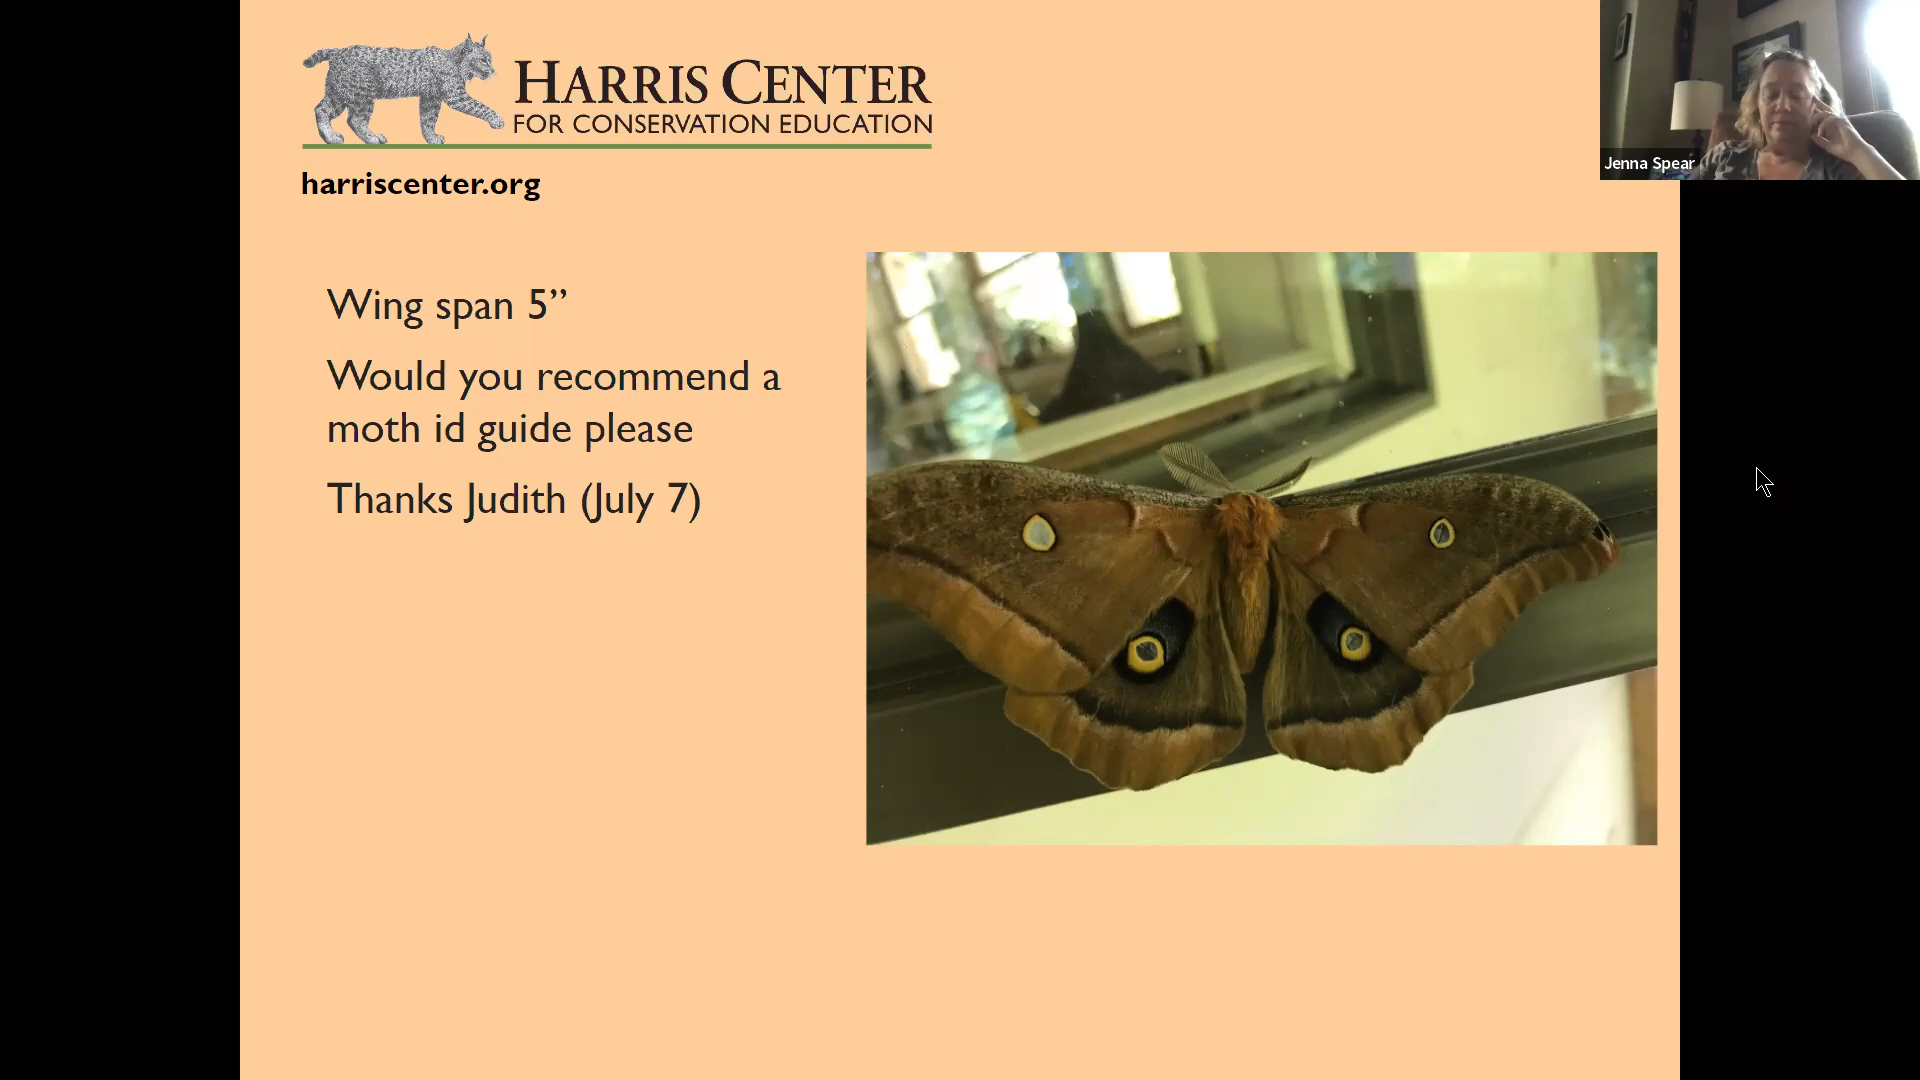 HARRIS CENTER
FOR CONSERVATION EDUCATION
harriscenter.org
Jenna Spear
Wing span 5”
Would you recommend a
moth id guide please
Thanks Judith (July 7)